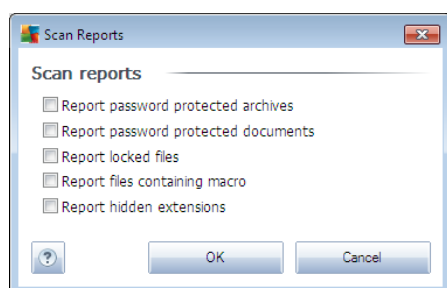 Scan Reports
Scan reports
Report password protected archives
Report password protected documents
Report locked files
Report files containing macro
Report hidden extensions
?
OK
Cancel